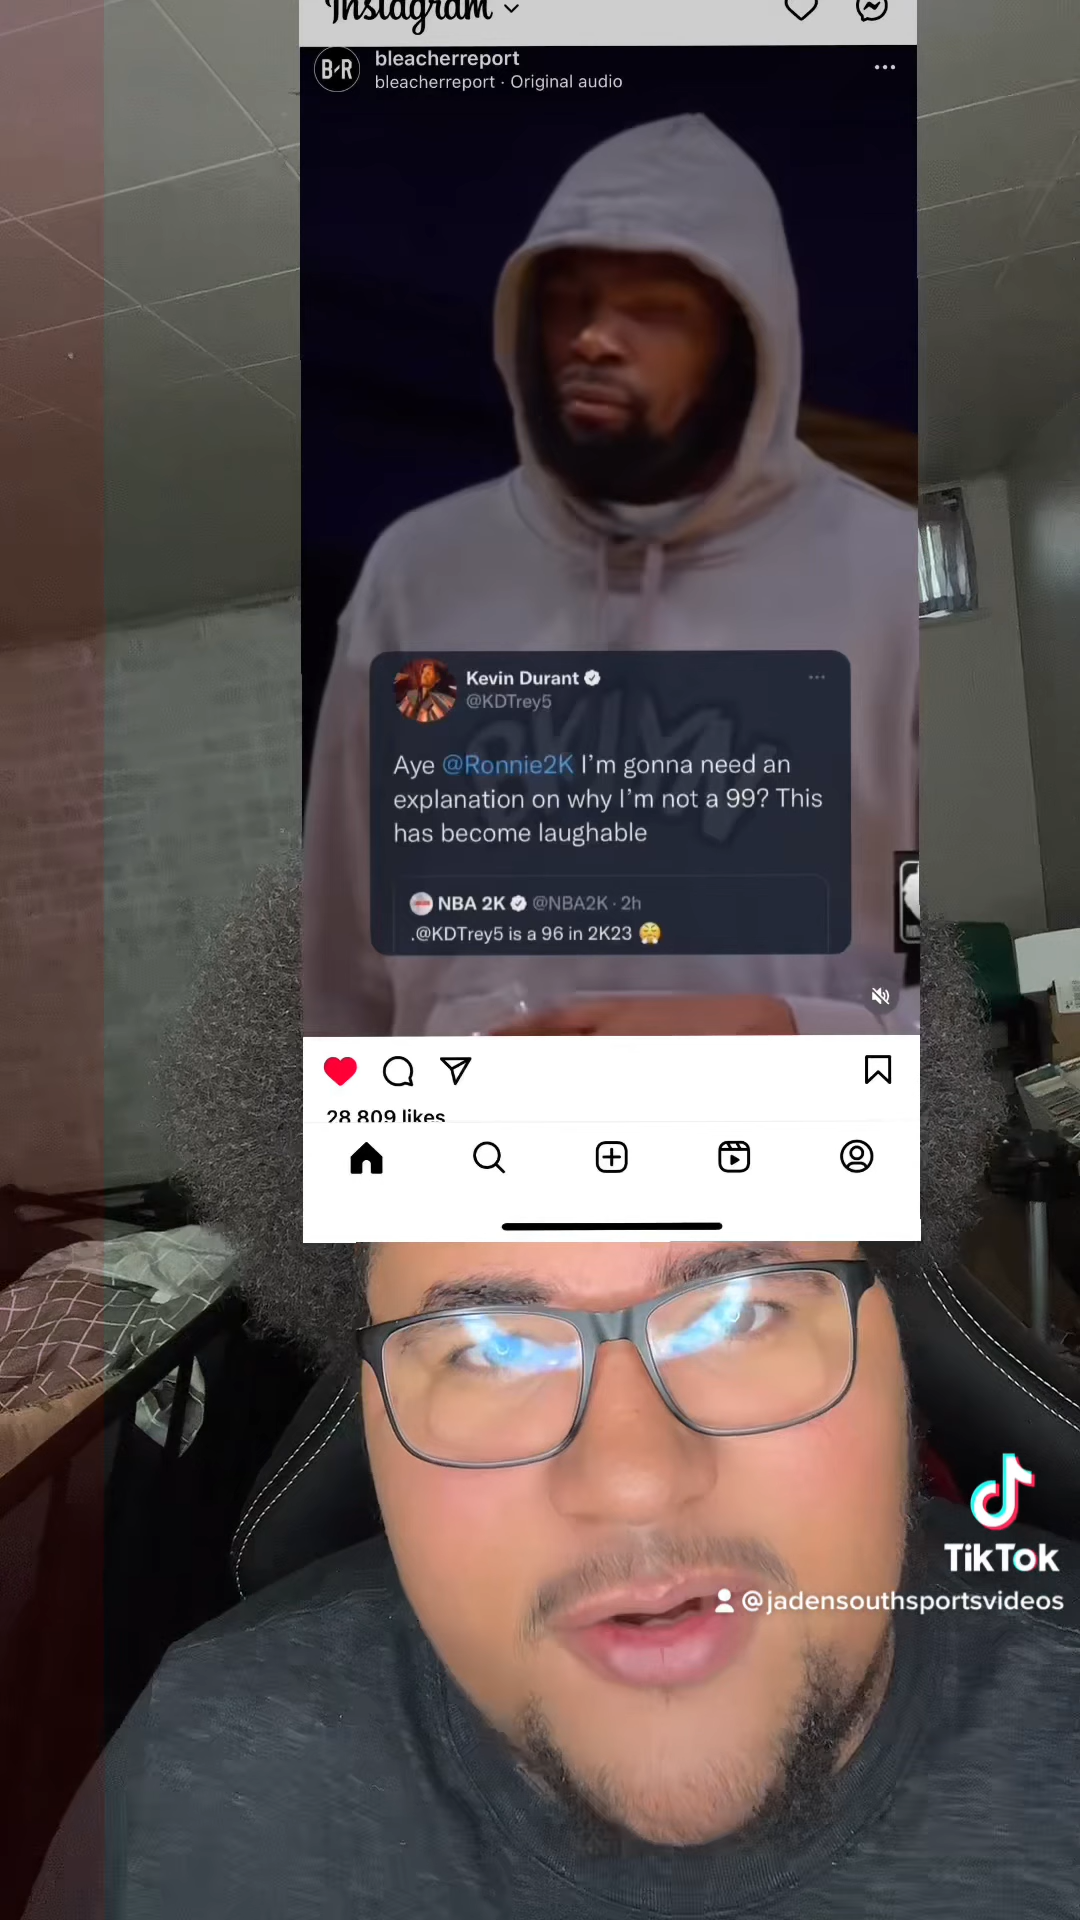 Instagram
B/R
bleacherreport
bleacherreport · Original audio
Kevin Durant
@KDTrey5
Aye @Ronnie2K I’m gonna need an
explanation on why I’m not a 99? This
has become laughable
NBA 2K @NBA2K · 2h
.@KDTrey5 is a 96 in 2K23 😤
28,809 likes
TikTok
@jadensouthsportsvideos